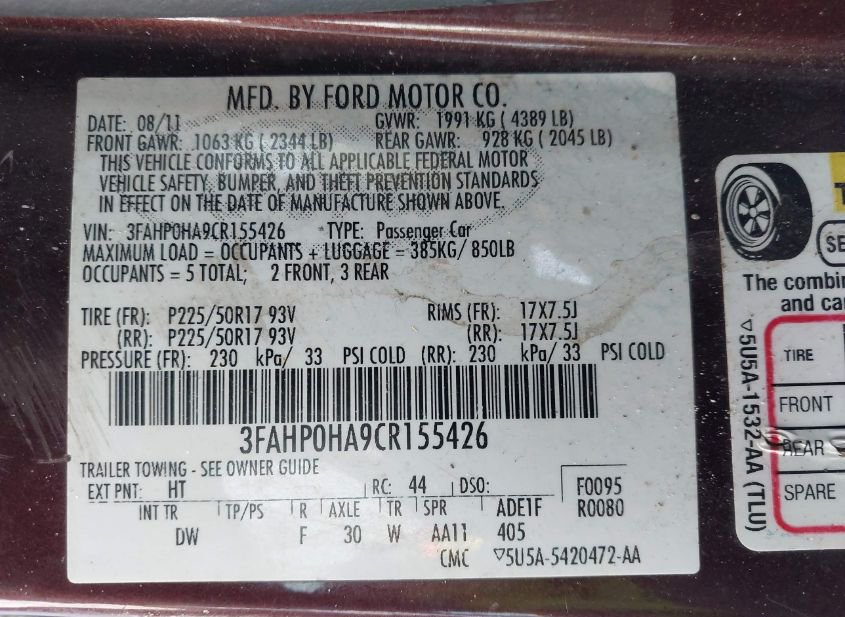 MFD. BY FORD MOTOR CO.
DATE: 08/11 GVWR: 1991 KG ( 4389 LB)
FRONT GAWR: 1063 KG ( 2344 LB) REAR GAWR: 928 KG ( 2045 LB)
THIS VEHICLE CONFORMS TO ALL APPLICABLE FEDERAL MOTOR
VEHICLE SAFETY, BUMPER, AND THEFT PREVENTION STANDARDS
IN EFFECT ON THE DATE OF MANUFACTURE SHOWN ABOVE.
VIN: 3FAHP0HA9CR155426 TYPE: Passenger Car
MAXIMUM LOAD = OCCUPANTS + LUGGAGE = 385KG/ 850LB
OCCUPANTS = 5 TOTAL; 2 FRONT, 3 REAR
TIRE (FR): P225/50R17 93V RIMS (FR): 17X7.5J
(RR): P225/50R17 93V (RR): 17X7.5J
PRESSURE (FR): 230 kPa/ 33 PSI COLD (RR): 230 kPa/ 33 PSI COLD
3FAHP0HA9CR155426
TRAILER TOWING - SEE OWNER GUIDE
EXT PNT: HT RC: 44 DSO: F0095
INT TR TP/PS R AXLE TR SPR ADE1F R0080
DW F 30 W AA11 405
CMC ▽5U5A-5420472-AA
SE
The combin
and ca
▽5U5A-1532-AA (TLU)
TIRE
FRONT
REAR
SPARE